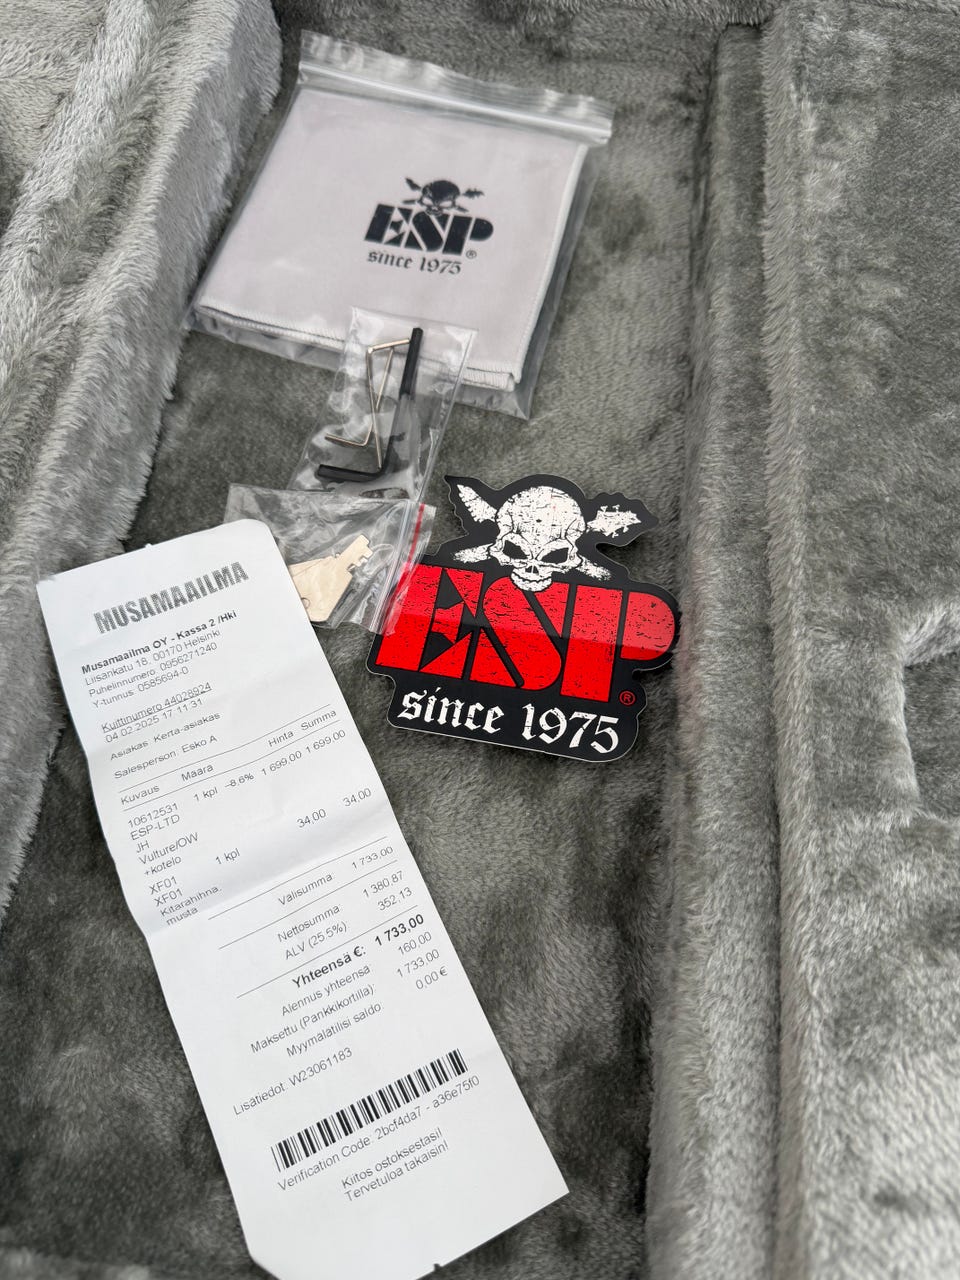 ESP®
since 1975
ESP®
since 1975
MUSAMAAILMA
Musamaailma OY - Kassa 2 /Hki
Liisankatu 18, 00170 Helsinki
Puhelinnumero: 0956271240
Y-tunnus: 0585694-0
Kuittinumero 44028924
04.02.2025 17:11:31
Asiakas: Kerta-asiakas
Salesperson: Esko A
Kuvaus Määrä Hinta Summa
10612531 1 kpl -8,6% 1 699,00 1 699,00
ESP-LTD
JH
Vulture/OW
+kotelo
XF01 1 kpl 34,00 34,00
XF01
Kitarahihna,
musta
Välisumma: 1 733,00
Nettosumma 1 380,87
ALV (25.5%): 352,13
Yhteensä €: 1 733,00
Alennus yhteensä 160,00
Maksettu (Pankkikortilla): 1 733,00
Myymälätilisi saldo: 0,00 €
Lisätiedot: W23061183
Verification Code: 2bcf4da7 - a36e75f0
Kiitos ostoksestasi!
Tervetuloa takaisin!